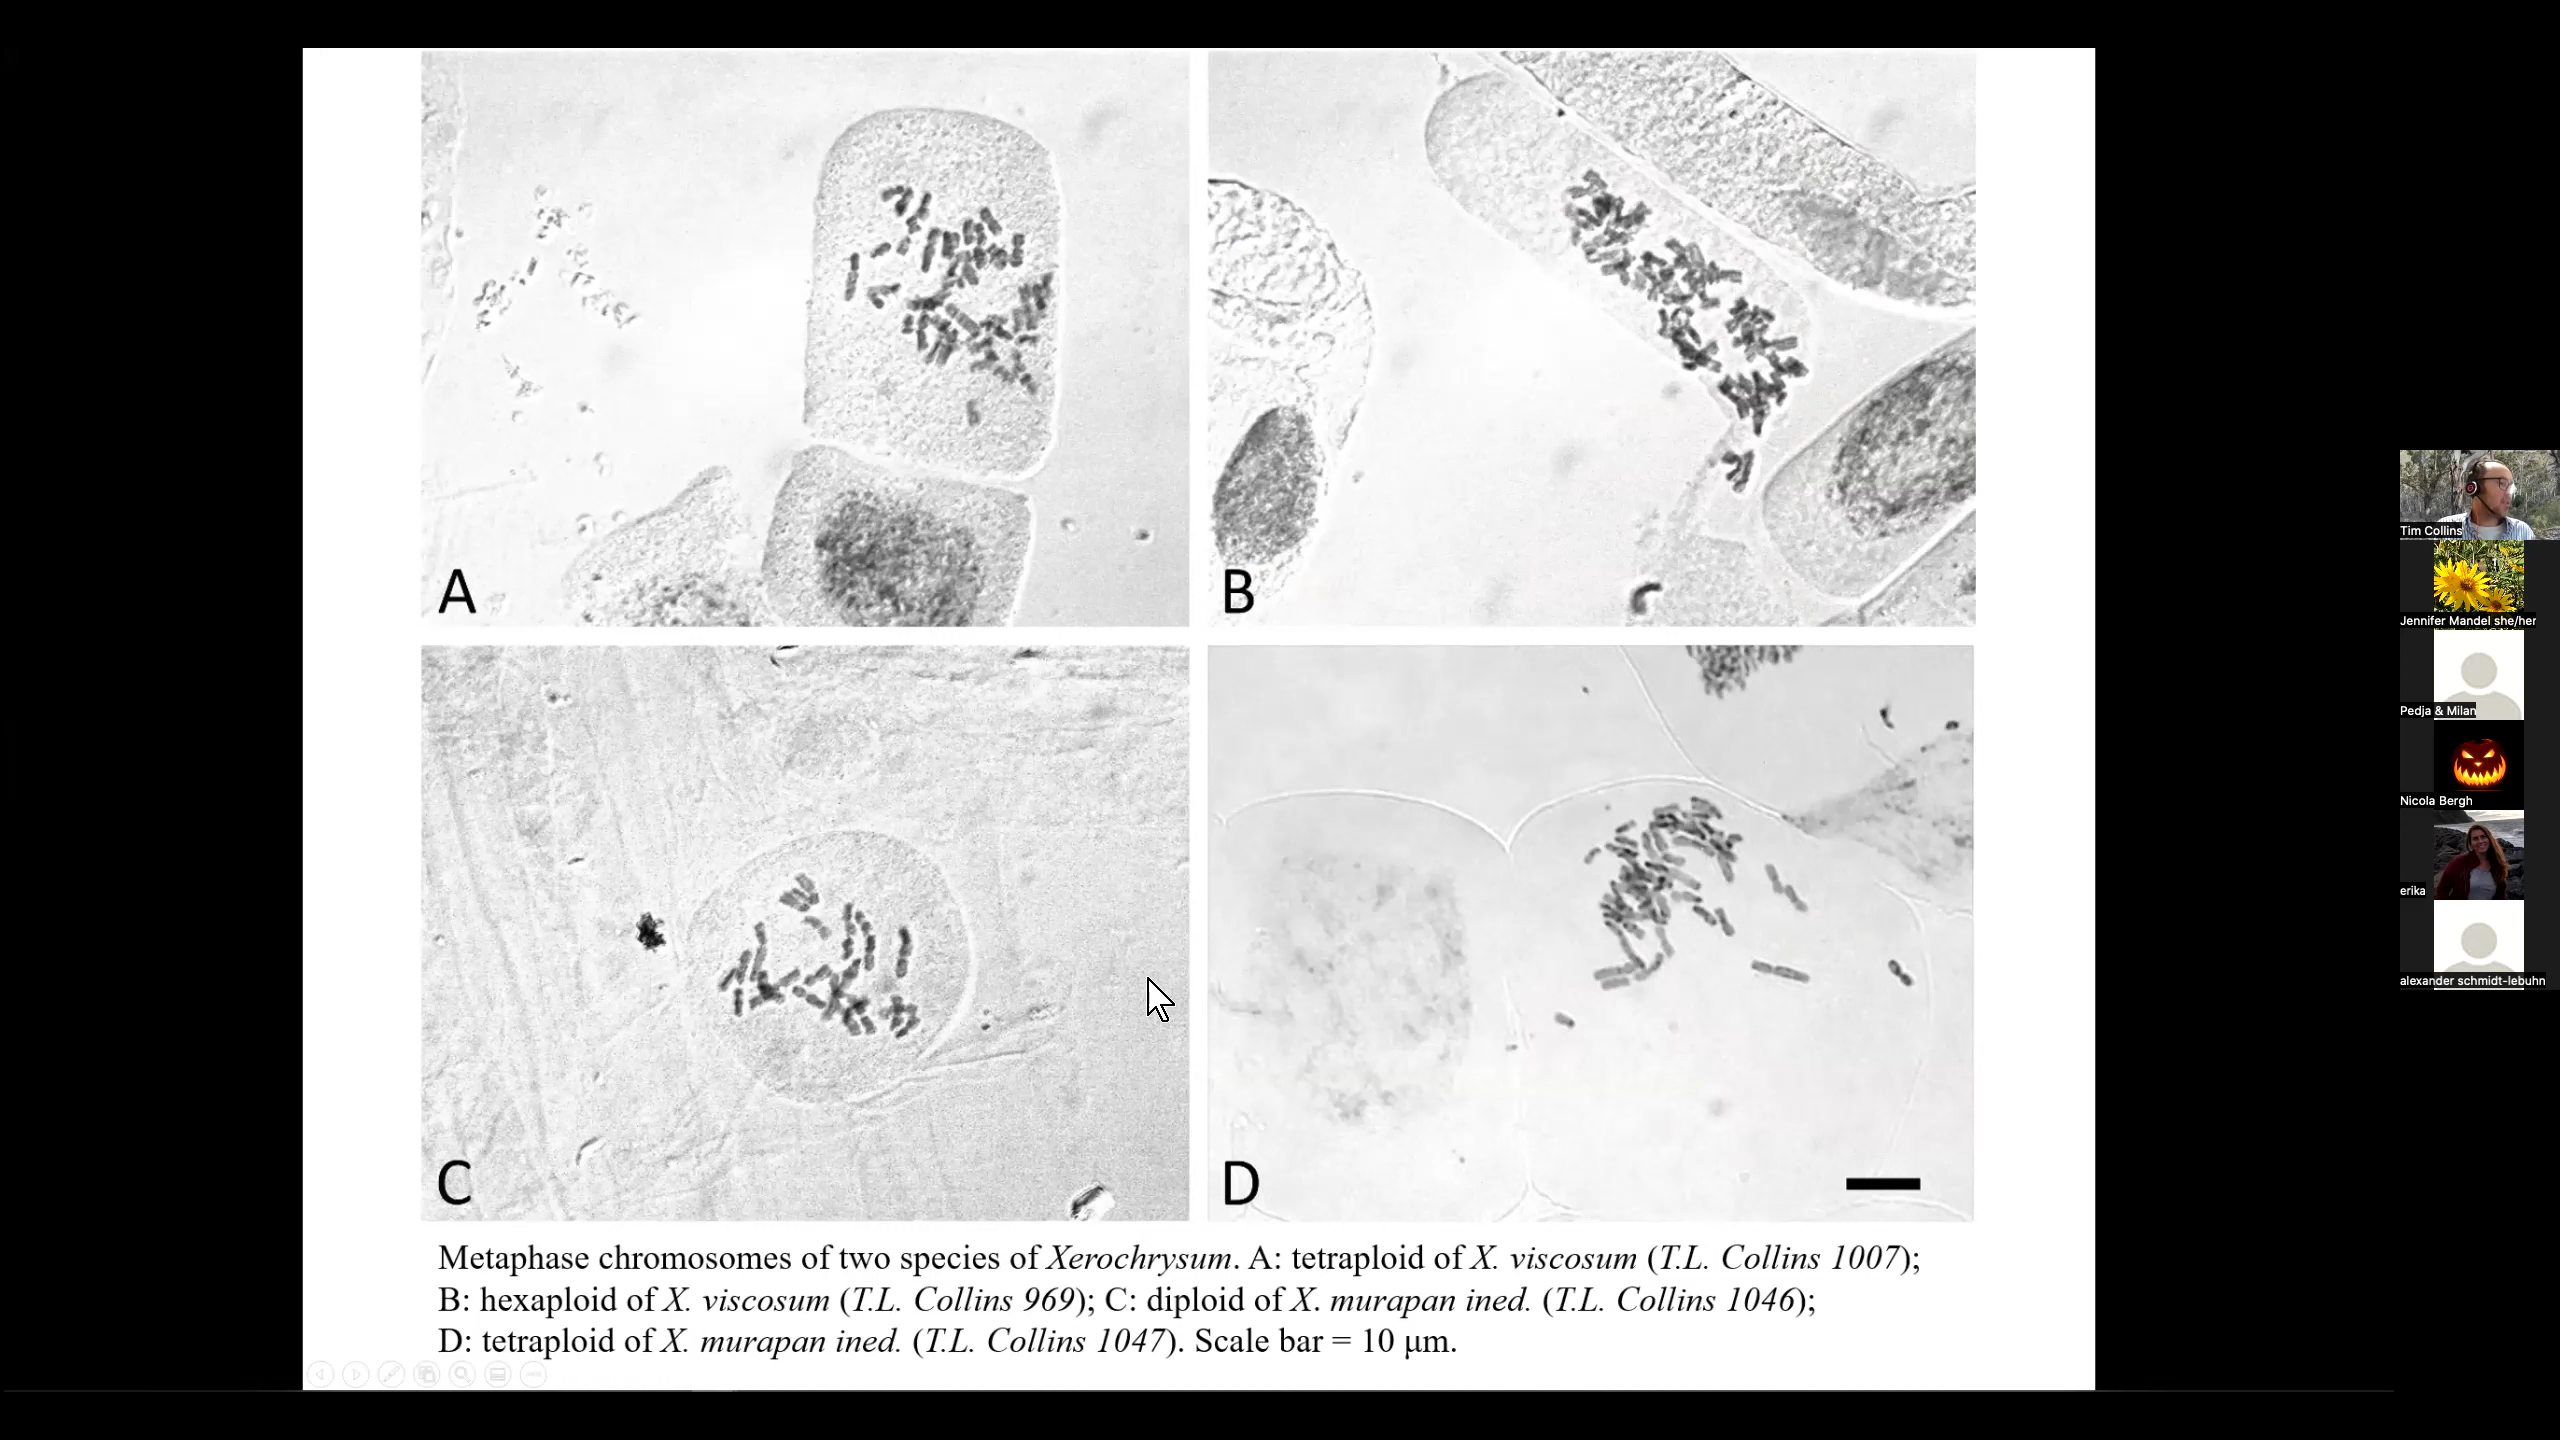 A
B
C
D
Metaphase chromosomes of two species of Xerochrysum. A: tetraploid of X. viscosum (T.L. Collins 1007);
B: hexaploid of X. viscosum (T.L. Collins 969); C: diploid of X. murapan ined. (T.L. Collins 1046);
D: tetraploid of X. murapan ined. (T.L. Collins 1047). Scale bar = 10 μm.
Tim Collins
Jennifer Mandel she/her
Pedja & Milan
Nicola Bergh
erika
alexander schmidt-lebuhn